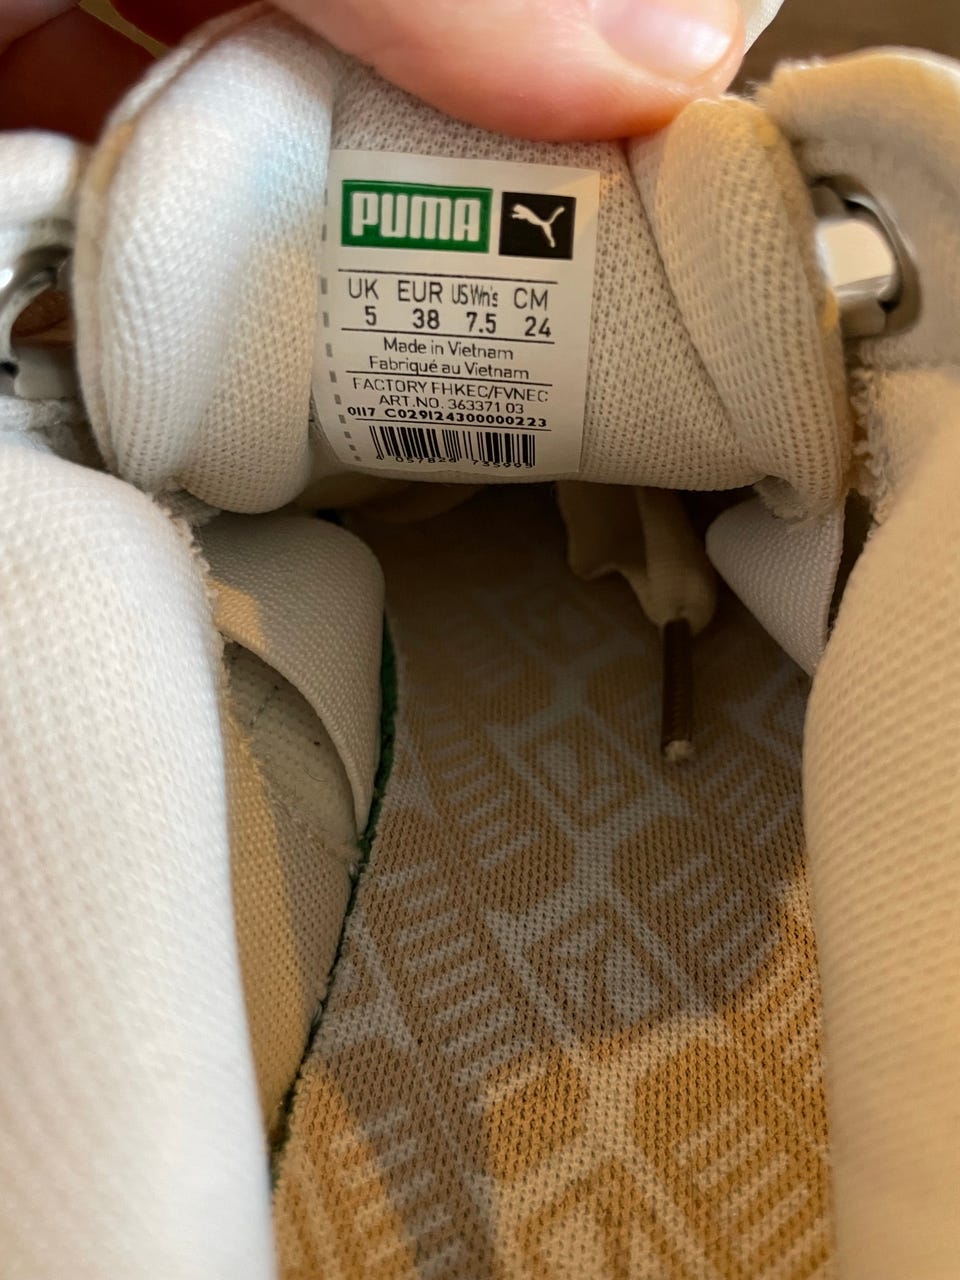 PUMA
UK EUR US Wn's CM
5 38 7.5 24
Made in Vietnam
Fabriqué au Vietnam
FACTORY FHKEC/FVNEC
ART.NO. 363371 03
0117 C029124300000223